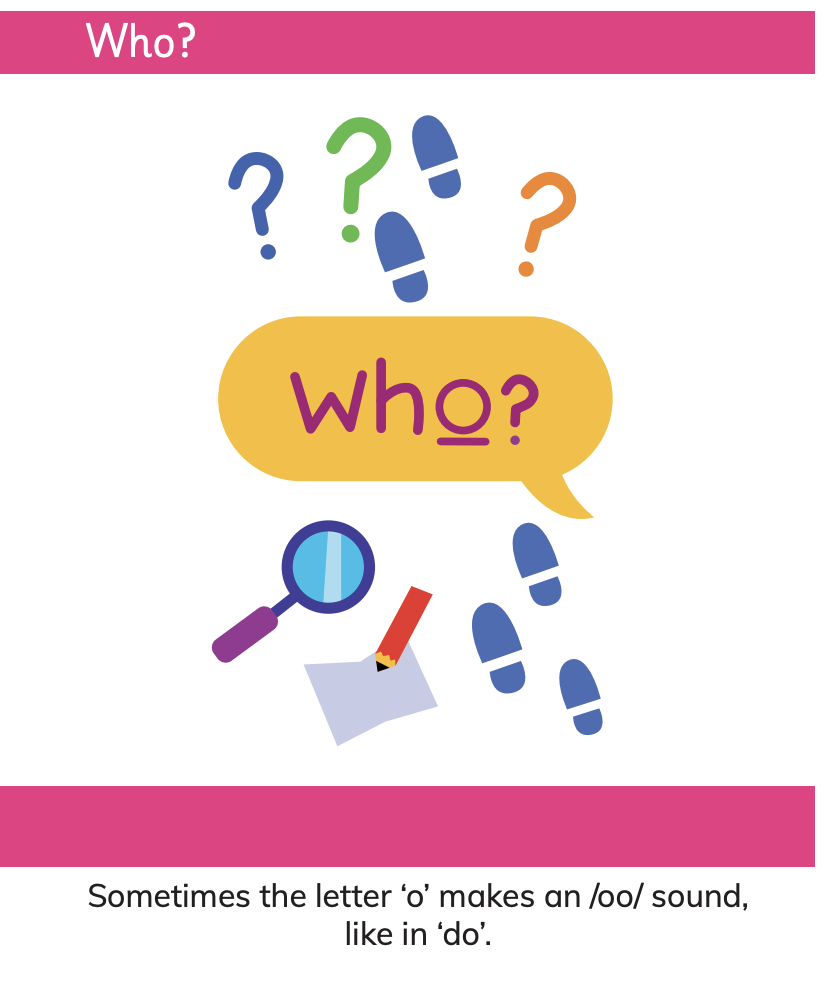 Who?
Who?
Sometimes the letter ‘o’ makes an /oo/ sound,
like in ‘do’.